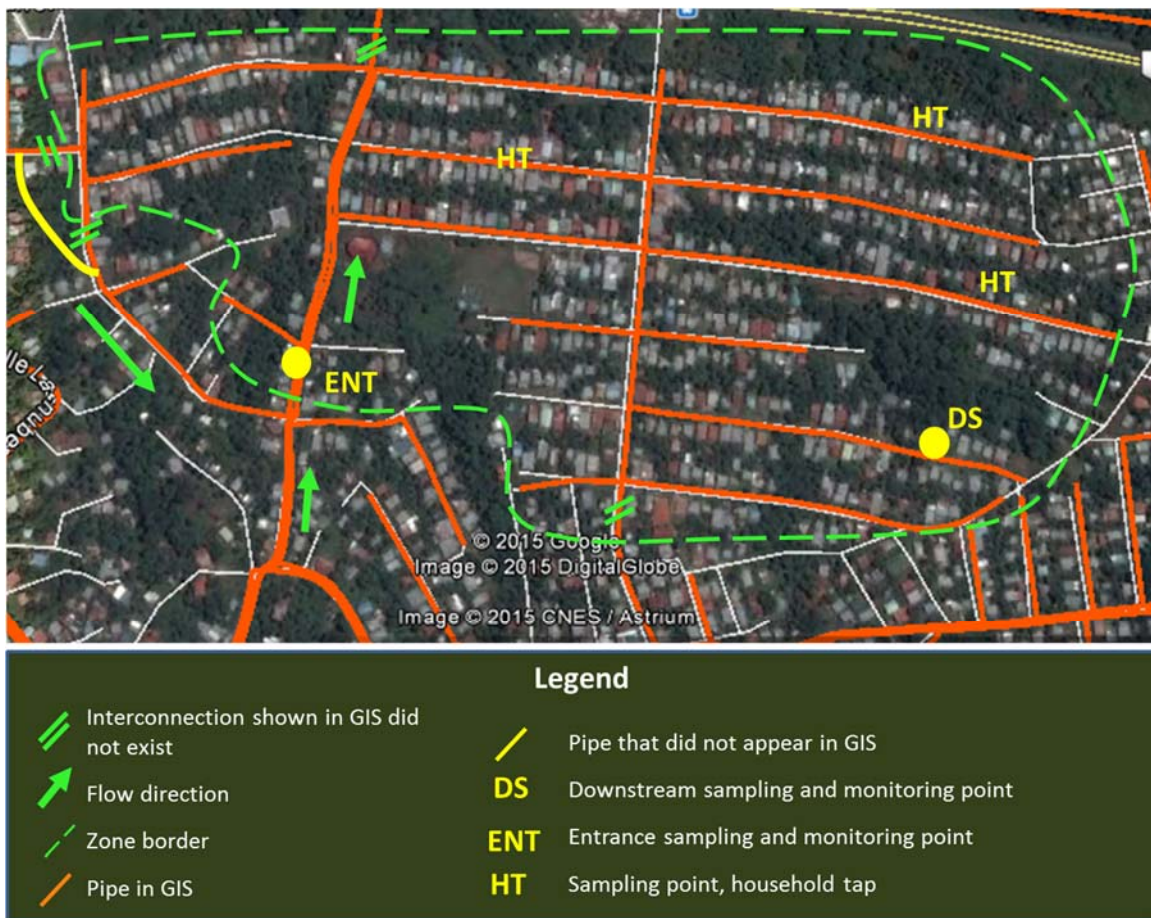 HT
HT
HT
ENT
DS
© 2015 Google
Image © 2015 DigitalGlobe
Image © 2015 CNES / Astrium
Legend
Interconnection shown in GIS did
not exist
Flow direction
Zone border
Pipe in GIS
Pipe that did not appear in GIS
DS Downstream sampling and monitoring point
ENT Entrance sampling and monitoring point
HT Sampling point, household tap